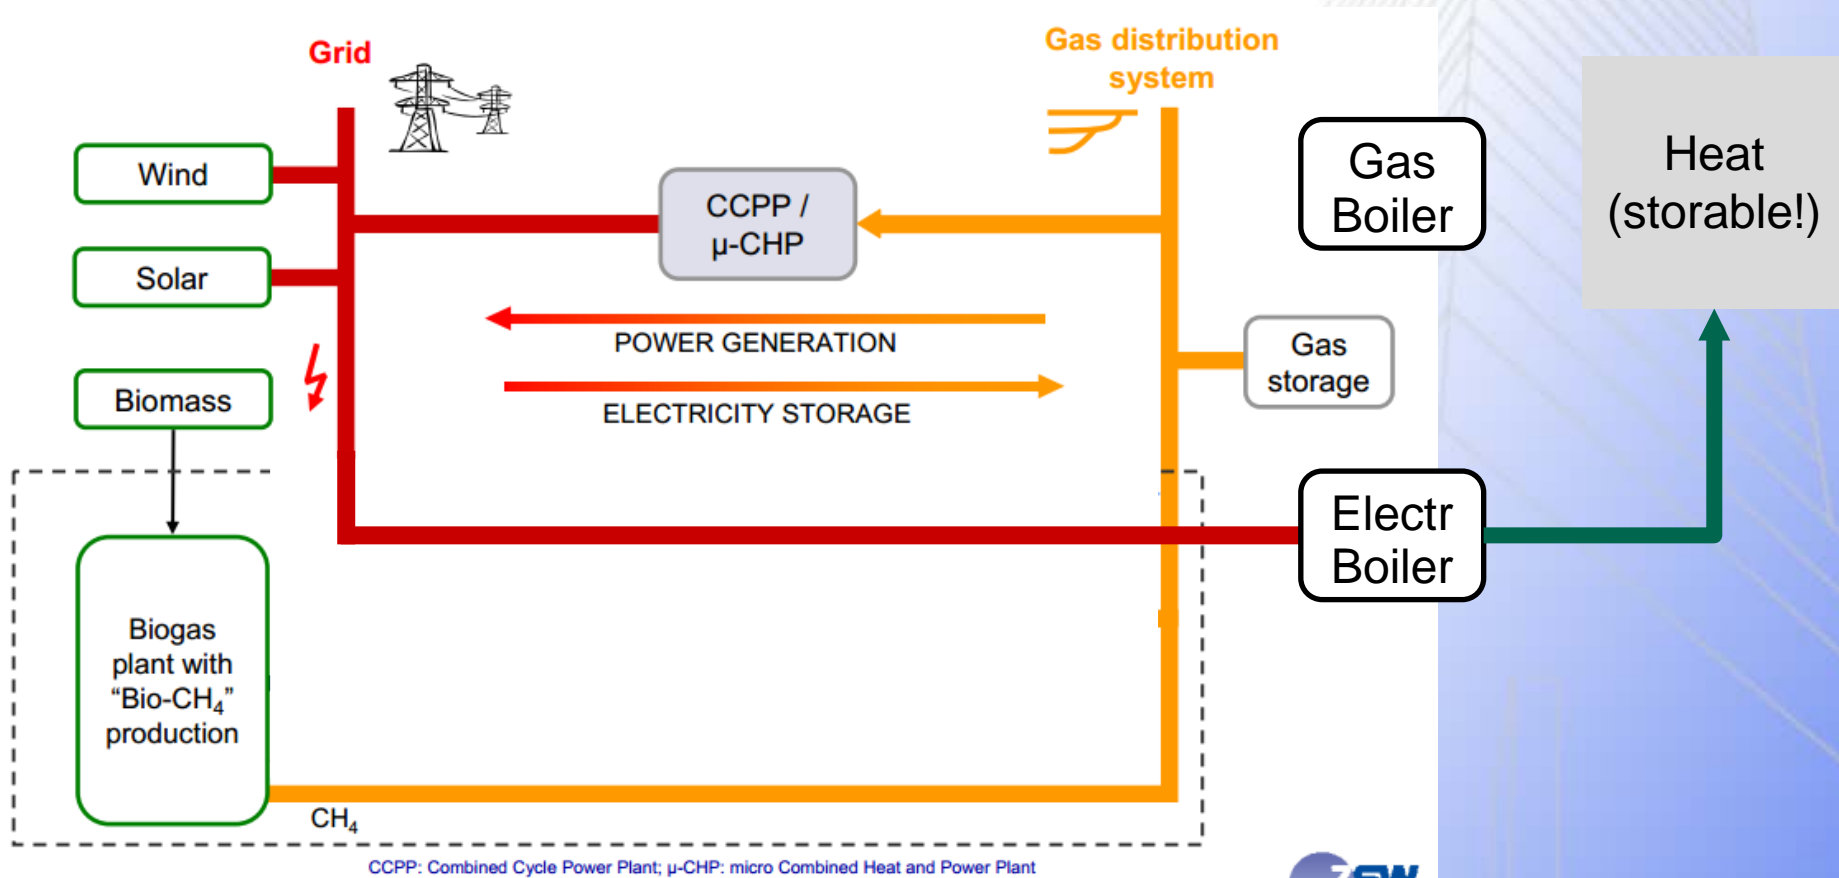 Grid
Gas distribution
system
Wind
Solar
Biomass
CCPP /
μ-CHP
Gas
Boiler
Heat
(storable!)
POWER GENERATION
ELECTRICITY STORAGE
Gas
storage
Electr
Boiler
Biogas
plant with
“Bio-CH₄”
production
CH₄
CCPP: Combined Cycle Power Plant; μ-CHP: micro Combined Heat and Power Plant
ZSW